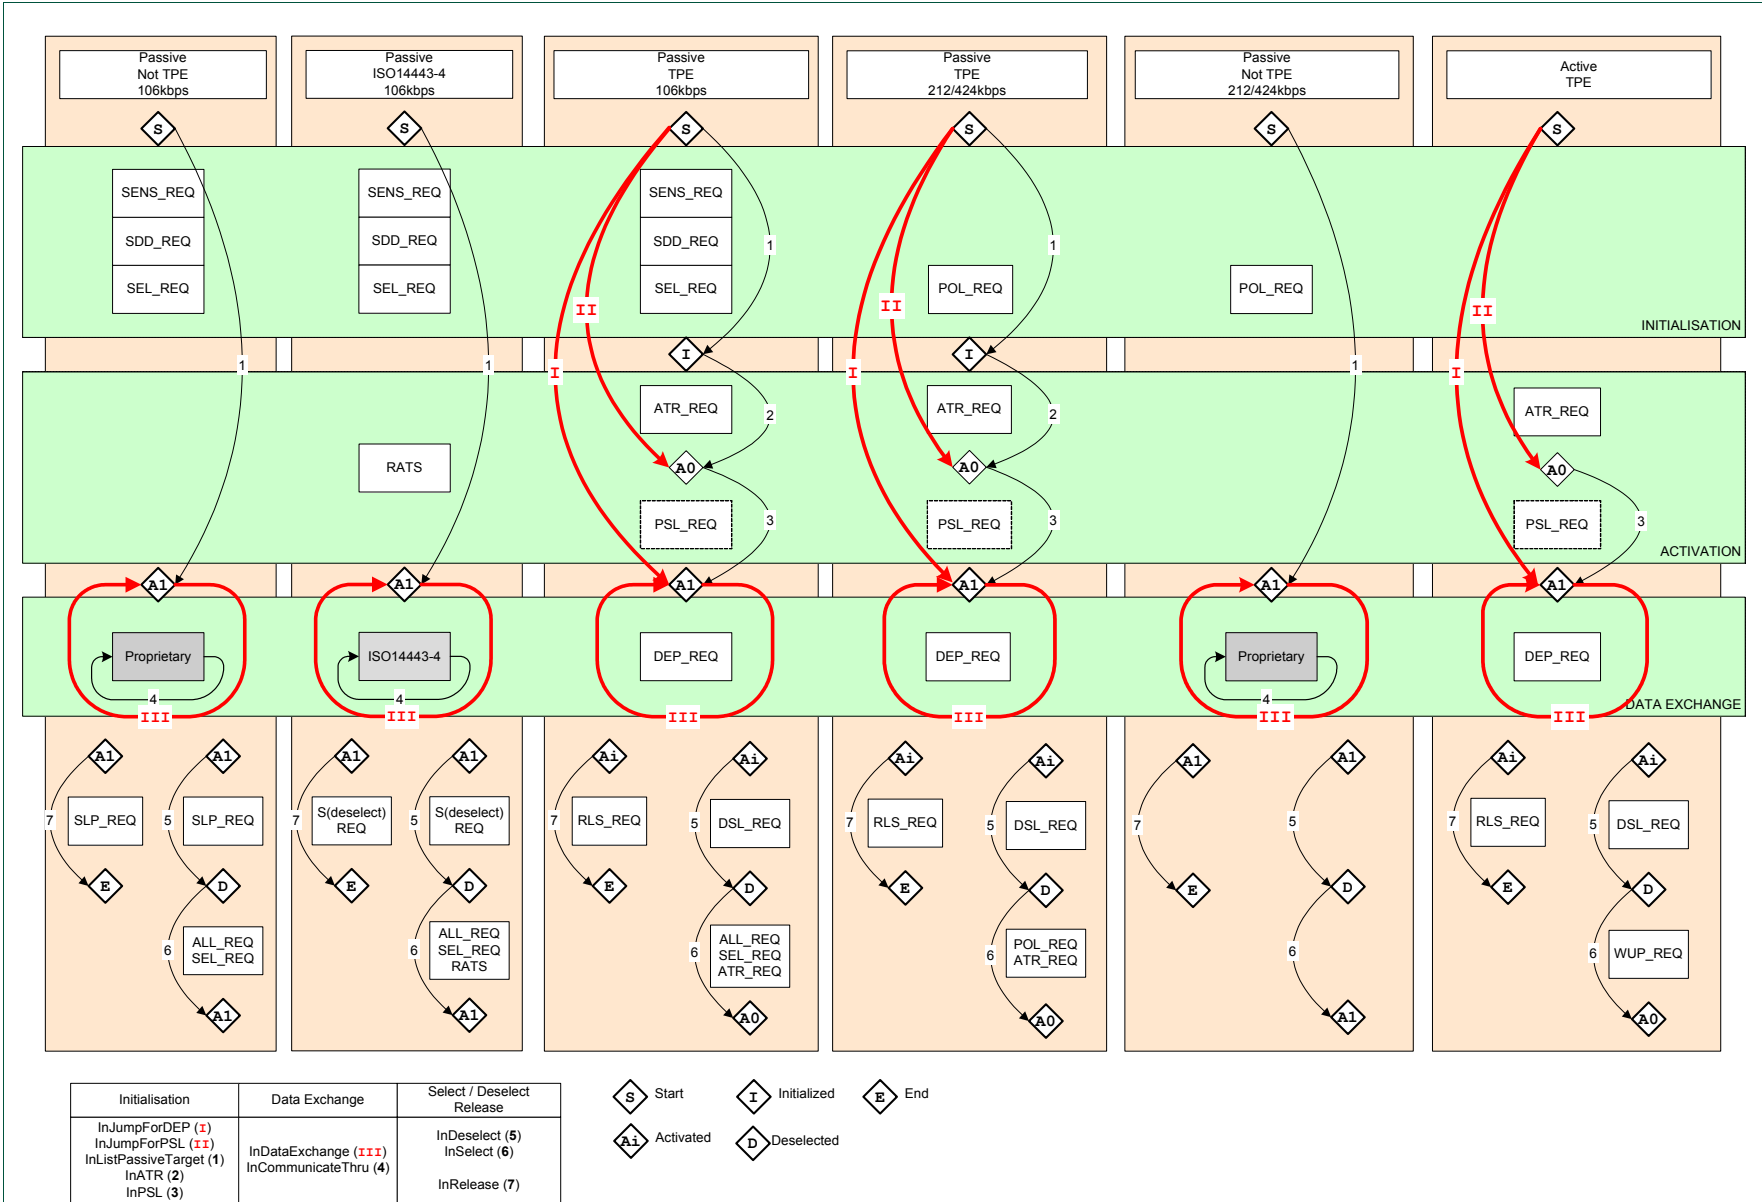 Passive
Not TPE
106kbps
Passive
ISO14443-4
106kbps
Passive
TPE
106kbps
Passive
TPE
212/424kbps
Passive
Not TPE
212/424kbps
Active
TPE
S
S
S
S
S
S
SENS_REQ
SENS_REQ
SENS_REQ
SDD_REQ
SDD_REQ
SDD_REQ
1
1
SEL_REQ
SEL_REQ
SEL_REQ
POL_REQ
POL_REQ
II
II
II
INITIALISATION
I
I
1
1
I
I
1
I
ATR_REQ
2
ATR_REQ
2
ATR_REQ
RATS
A0
A0
A0
PSL_REQ
3
PSL_REQ
3
PSL_REQ
3
ACTIVATION
A1
A1
A1
A1
A1
A1
Proprietary
ISO14443-4
DEP_REQ
DEP_REQ
Proprietary
DEP_REQ
4
4
4
DATA EXCHANGE
III
III
III
III
III
III
A1
A1
A1
A1
Ai
Ai
Ai
Ai
A1
A1
Ai
Ai
7
SLP_REQ
5
SLP_REQ
7
S(deselect)
REQ
5
S(deselect)
REQ
7
RLS_REQ
5
DSL_REQ
7
RLS_REQ
5
DSL_REQ
7
5
7
RLS_REQ
5
DSL_REQ
E
D
E
D
E
D
E
D
E
D
E
D
6
ALL_REQ
SEL_REQ
6
ALL_REQ
SEL_REQ
RATS
6
ALL_REQ
SEL_REQ
ATR_REQ
6
POL_REQ
ATR_REQ
6
6
WUP_REQ
A1
A1
A0
A0
A1
A0
Initialisation
Data Exchange
Select / Deselect
Release
InJumpForDEP (I)
InJumpForPSL (II)
InListPassiveTarget (1)
InATR (2)
InPSL (3)
InDataExchange (III)
InCommunicateThru (4)
InDeselect (5)
InSelect (6)
InRelease (7)
S Start
I Initialized
E End
Ai Activated
D Deselected